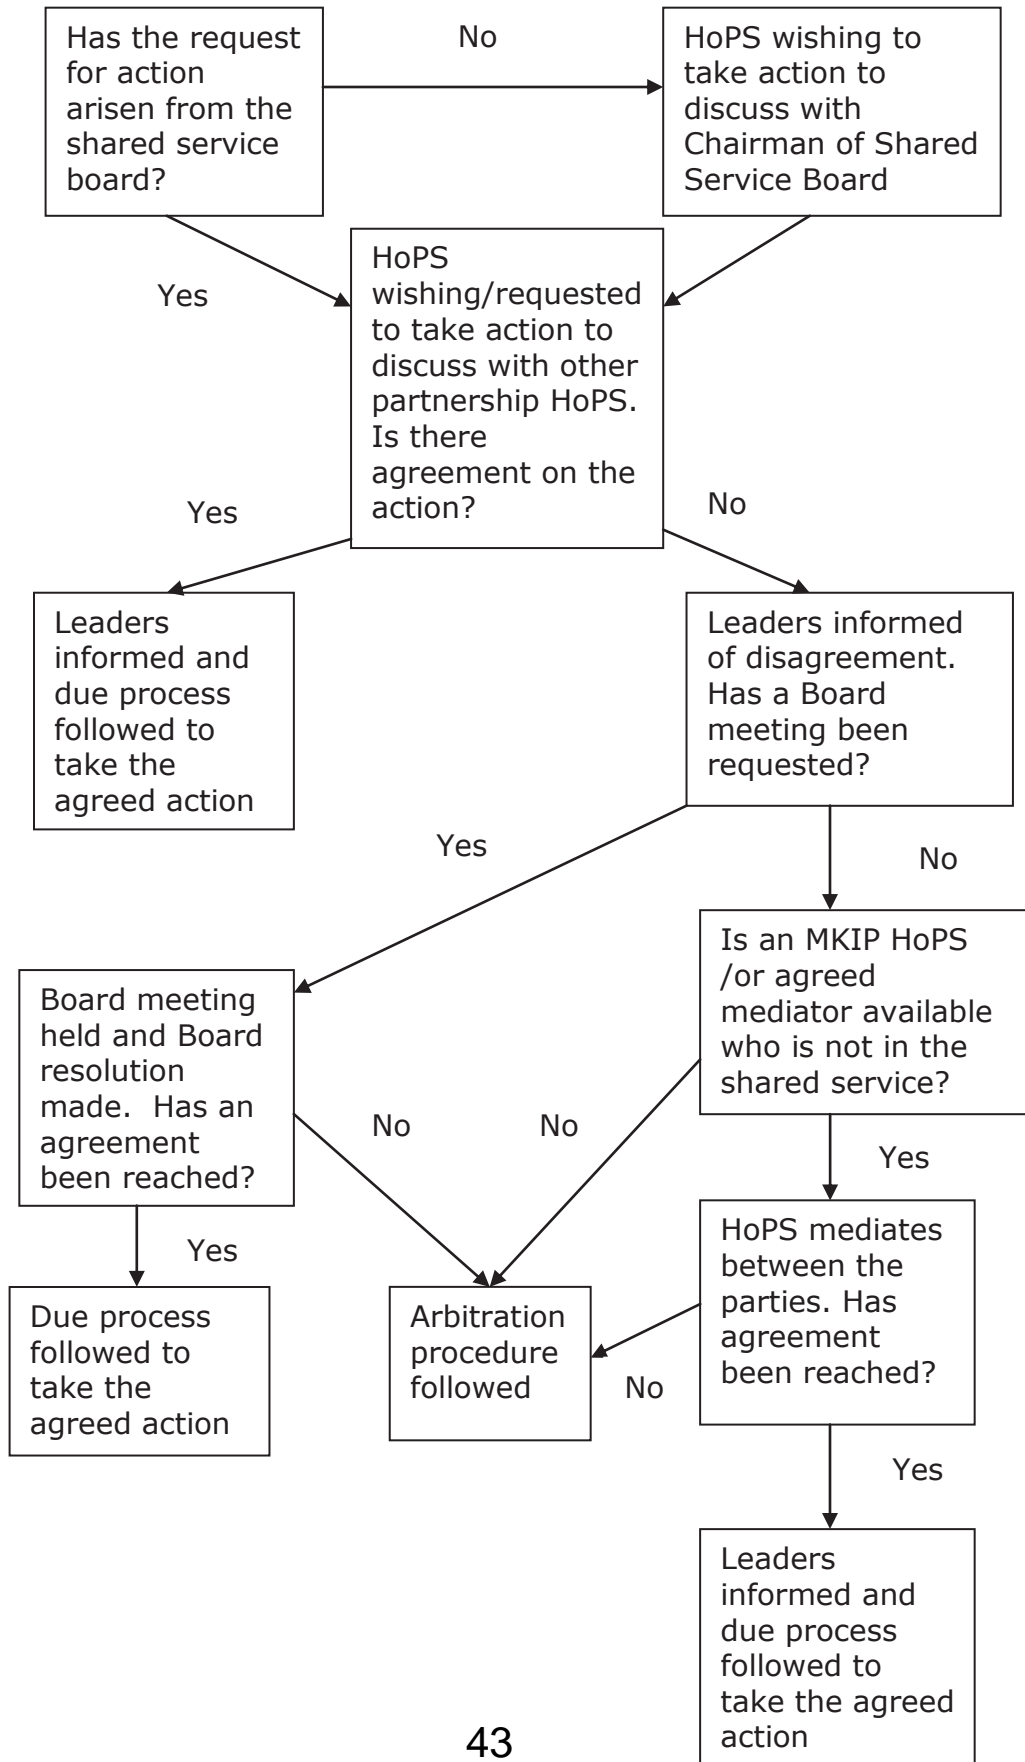 Has the request
for action
arisen from the
shared service
board?
No
HoPS wishing to
take action to
discuss with
Chairman of Shared
Service Board
Yes
HoPS
wishing/requested
to take action to
discuss with other
partnership HoPS.
Is there
agreement on the
action?
Yes
No
Leaders
informed and
due process
followed to
take the
agreed action
Leaders informed
of disagreement.
Has a Board
meeting been
requested?
Yes
No
Board meeting
held and Board
resolution
made.  Has an
agreement
been reached?
Is an MKIP HoPS
/or agreed
mediator available
who is not in the
shared service?
No
No
Yes
Yes
Due process
followed to
take the
agreed action
Arbitration
procedure
followed
HoPS mediates
between the
parties. Has
agreement
been reached?
No
Yes
Leaders
informed and
due process
followed to
take the agreed
action
43